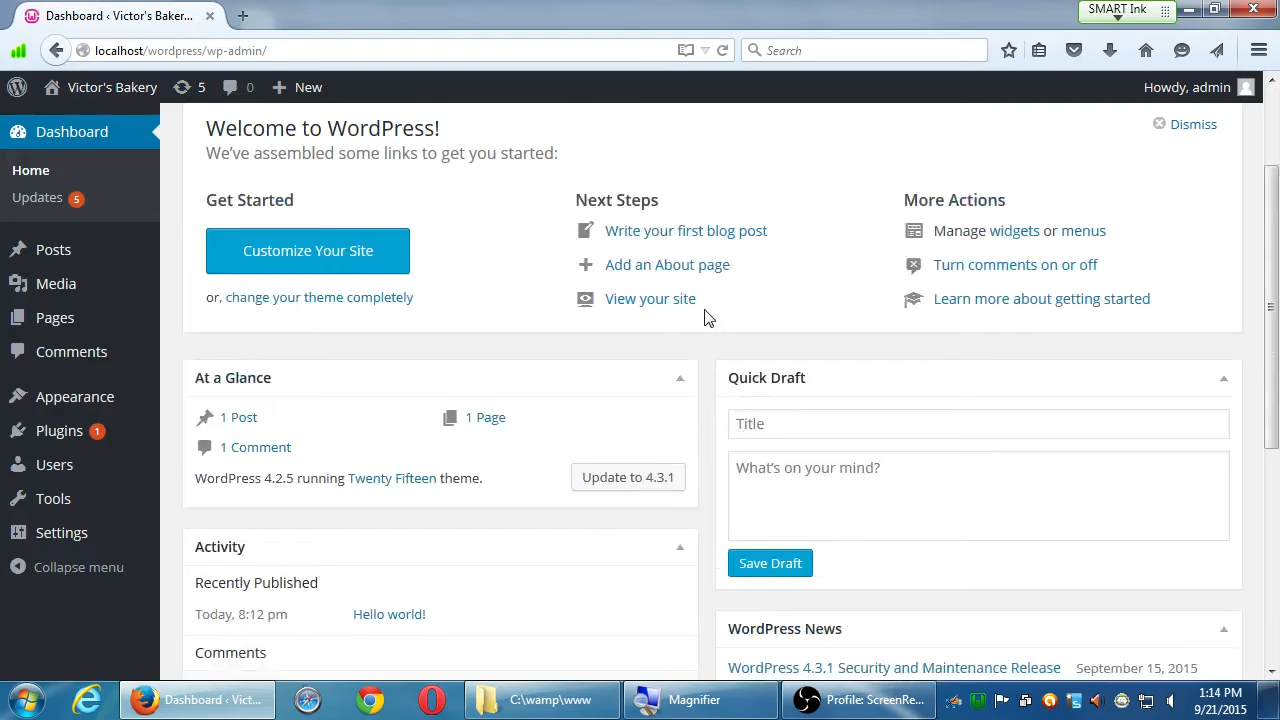 Dashboard ‹ Victor's Bakery...
SMART Ink
localhost/wordpress/wp-admin/
Search
Victor's Bakery
5
0
New
Howdy, admin
Dashboard
Home
Updates 5
Posts
Media
Pages
Comments
Appearance
Plugins 1
Users
Tools
Settings
Collapse menu
Welcome to WordPress!
Dismiss
We've assembled some links to get you started:
Get Started
Customize Your Site
or, change your theme completely
Next Steps
Write your first blog post
Add an About page
View your site
More Actions
Manage widgets or menus
Turn comments on or off
Learn more about getting started
At a Glance
1 Post
1 Page
1 Comment
WordPress 4.2.5 running Twenty Fifteen theme.
Update to 4.3.1
Activity
Recently Published
Today, 8:12 pm
Hello world!
Comments
Quick Draft
Title
What's on your mind?
Save Draft
WordPress News
WordPress 4.3.1 Security and Maintenance Release September 15, 2015
Dashboard ‹ Vict...
C:\wamp\www
Magnifier
Profile: ScreenRe...
1:14 PM
9/21/2015